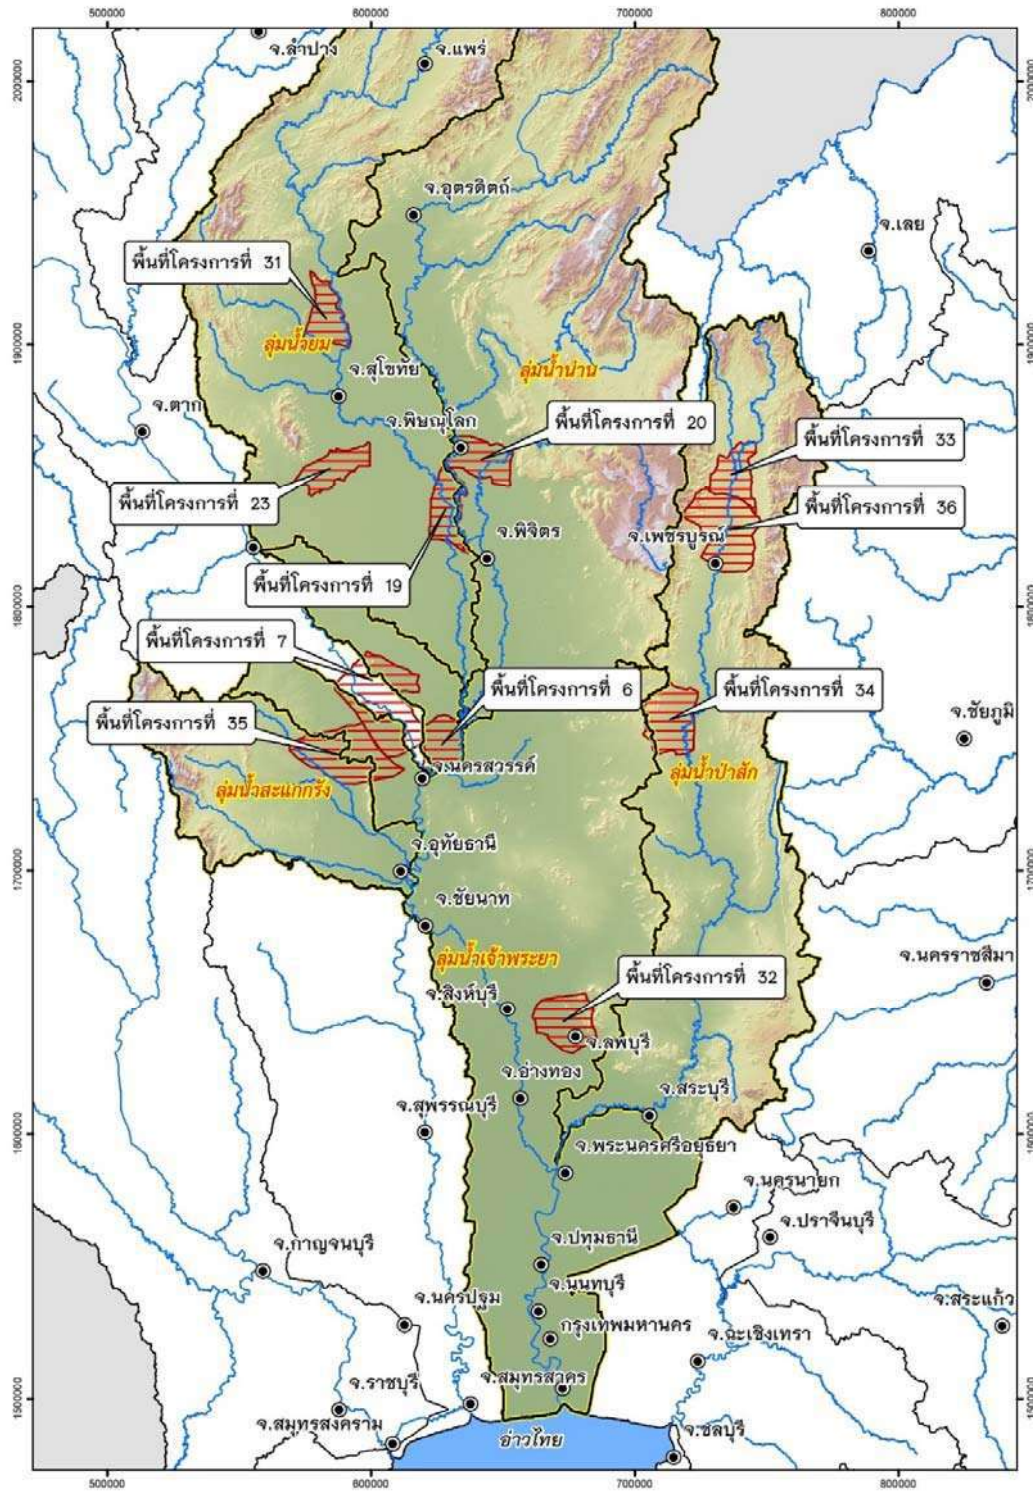 500000 600000 700000 800000
จ.ลำปาง
จ.แพร่
2000000
2000000
จ.อุตรดิตถ์
จ.เลย
พื้นที่โครงการที่ 31
1900000
ลุ่มน้ำยม
ลุ่มน้ำน่าน
1900000
จ.สุโขทัย
จ.ตาก
จ.พิษณุโลก
พื้นที่โครงการที่ 20
พื้นที่โครงการที่ 33
พื้นที่โครงการที่ 23
พื้นที่โครงการที่ 36
จ.พิจิตร
จ.เพชรบูรณ์
พื้นที่โครงการที่ 19
1800000
1800000
พื้นที่โครงการที่ 7
พื้นที่โครงการที่ 6
พื้นที่โครงการที่ 34
พื้นที่โครงการที่ 35
จ.ชัยภูมิ
จ.นครสวรรค์
ลุ่มน้ำป่าสัก
ลุ่มน้ำสะแกกรัง
จ.อุทัยธานี
1700000
1700000
จ.ชัยนาท
ลุ่มน้ำเจ้าพระยา
จ.นครราชสีมา
พื้นที่โครงการที่ 32
จ.สิงห์บุรี
จ.ลพบุรี
จ.อ่างทอง
จ.สระบุรี
จ.สุพรรณบุรี
1600000
1600000
จ.พระนครศรีอยุธยา
จ.นครนายก
จ.ปราจีนบุรี
จ.กาญจนบุรี
จ.ปทุมธานี
จ.นนทบุรี
จ.นครปฐม
จ.สระแก้ว
กรุงเทพมหานคร
จ.ฉะเชิงเทรา
จ.ราชบุรี
จ.สมุทรสาคร
1500000
1500000
จ.สมุทรสงคราม
อ่าวไทย
จ.ชลบุรี
500000 600000 700000 800000